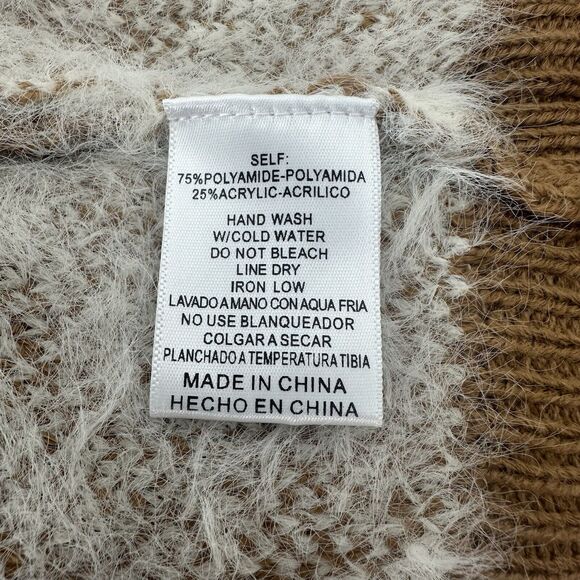 SELF:
75%POLYAMIDE-POLYAMIDA
25%ACRYLIC-ACRILICO
HAND WASH
W/COLD WATER
DO NOT BLEACH
LINE DRY
IRON LOW
LAVADO A MANO CON AQUA FRIA
NO USE BLANQUEADOR
COLGAR A SECAR
PLANCHADO A TEMPERATURA TIBIA
MADE IN CHINA
HECHO EN CHINA